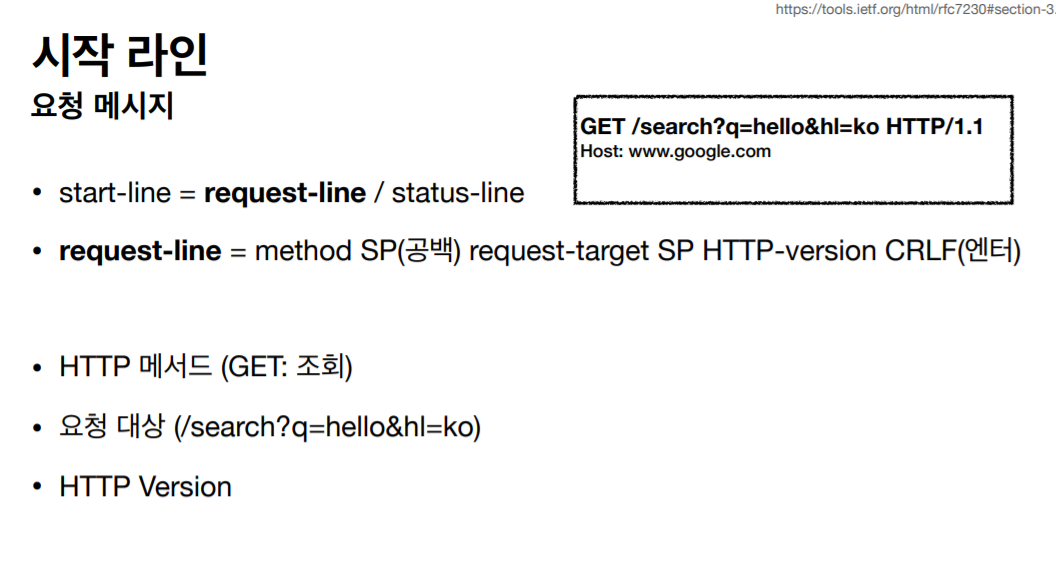 https://tools.ietf.org/html/rfc7230#section-3.
시작 라인
요청 메시지
GET /search?q=hello&hl=ko HTTP/1.1
Host: www.google.com
• start-line = request-line / status-line
• request-line = method SP(공백) request-target SP HTTP-version CRLF(엔터)
• HTTP 메서드 (GET: 조회)
• 요청 대상 (/search?q=hello&hl=ko)
• HTTP Version